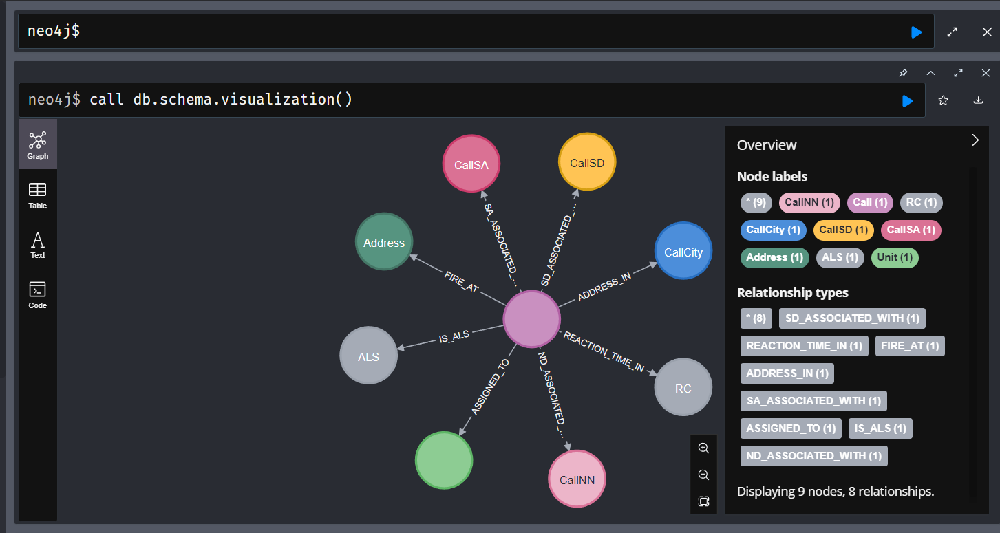 neo4j$
neo4j$ call db.schema.visualization()
Graph
Table
Text
Code
CallSA
CallSD
Address
CallCity
ALS
RC
CallNN
SA_ASSOCIATED_...
SD_ASSOCIATED_...
FIRE_AT
ADDRESS_IN
IS_ALS
REACTION_TIME_IN
ASSIGNED_TO
ND_ASSOCIATED_...
Overview
Node labels
* (9) CallNN (1) Call (1) RC (1)
CallCity (1) CallSD (1) CallSA (1)
Address (1) ALS (1) Unit (1)
Relationship types
* (8) SD_ASSOCIATED_WITH (1)
REACTION_TIME_IN (1) FIRE_AT (1)
ADDRESS_IN (1)
SA_ASSOCIATED_WITH (1)
ASSIGNED_TO (1) IS_ALS (1)
ND_ASSOCIATED_WITH (1)
Displaying 9 nodes, 8 relationships.